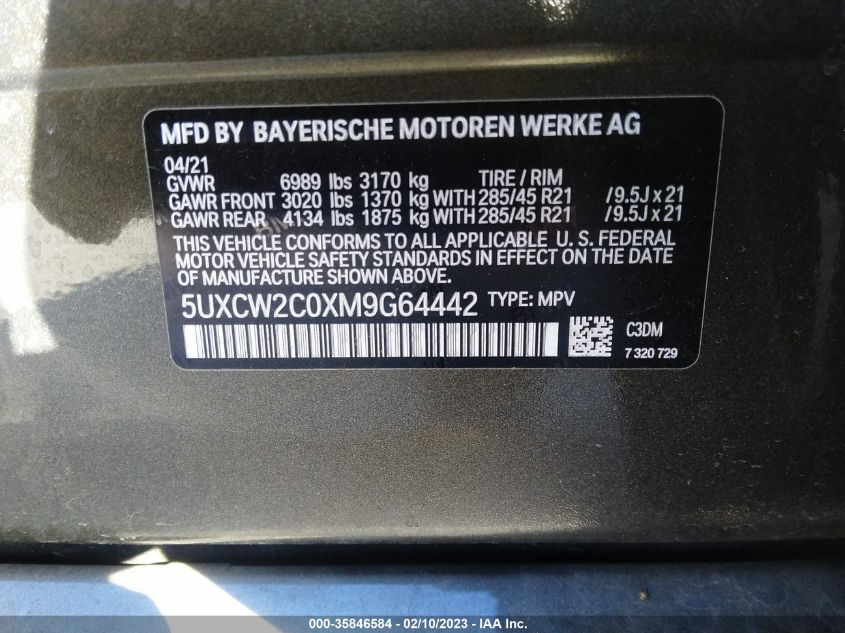 MFD BY BAYERISCHE MOTOREN WERKE AG
04/21
GVWR 6989 lbs 3170 kg TIRE / RIM
GAWR FRONT 3020 lbs 1370 kg WITH 285/45 R21 / 9.5J x 21
GAWR REAR 4134 lbs 1875 kg WITH 285/45 R21 / 9.5J x 21
THIS VEHICLE CONFORMS TO ALL APPLICABLE U. S. FEDERAL
MOTOR VEHICLE SAFETY STANDARDS IN EFFECT ON THE DATE
OF MANUFACTURE SHOWN ABOVE.
5UXCW2C0XM9G64442 TYPE: MPV
C3DM
7 320 729
000-35846584 / 02/10/2023 - IAA Inc.